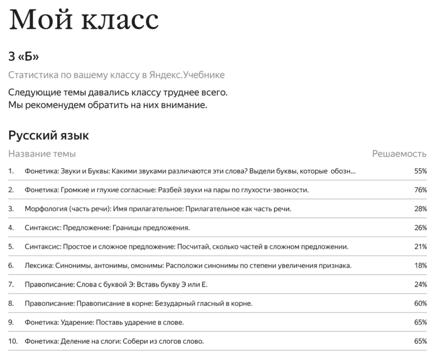 Мой класс
3 «Б»
Статистика по вашему классу в Яндекс.Учебнике
Следующие темы давались классу труднее всего.
Мы рекомендуем обратить на них внимание.
Русский язык
Название темы Решаемость
1. Фонетика: Звуки и Буквы: Какими звуками различаются эти слова? Выдели буквы, которые обозн... 55%
2. Фонетика: Громкие и глухие согласные: Разбей звуки на пары по глухости-звонкости. 76%
3. Морфология (часть речи): Имя прилагательное: Прилагательное как часть речи. 28%
4. Синтаксис: Предложение: Границы предложения. 26%
5. Синтаксис: Простое и сложное предложение: Посчитай, сколько частей в сложном предложении. 21%
6. Лексика: Синонимы, антонимы, омонимы: Расположи синонимы по степени увеличения признака. 18%
7. Правописание: Слова с буквой Э: Вставь букву Э или Е. 24%
8. Правописание: Правописание в корне: Безударный гласный в корне. 60%
9. Фонетика: Ударение: Поставь ударение в слове. 65%
10. Фонетика: Деление на слоги: Собери из слогов слово. 65%